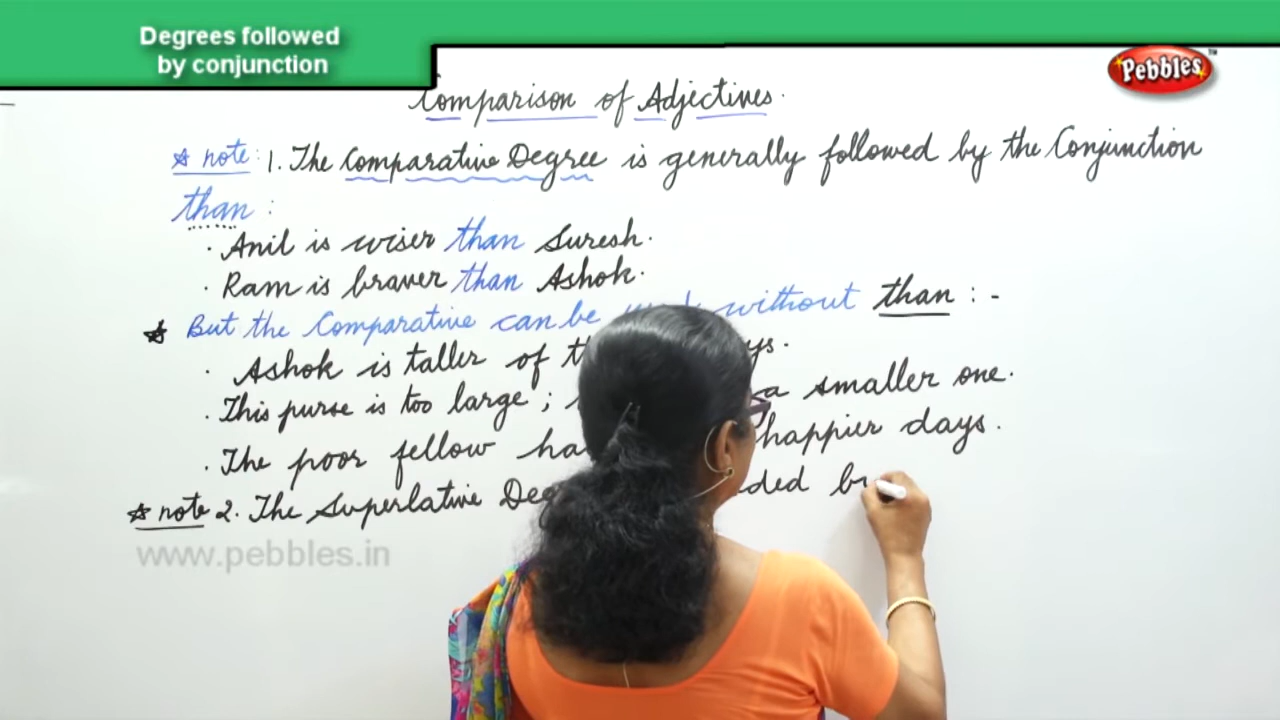 Degrees followed
by conjunction
Pebbles
Comparison of Adjectives.
note: 1. The Comparative Degree is generally followed by the Conjunction
than :
· Anil is wiser than Suresh.
· Ram is braver than Ashok.
But the Comparative can be without than : -
· Ashok is taller of
· This purse is too large ; a smaller one.
· The poor fellow happier days.
note 2. The Superlative
www.pebbles.in